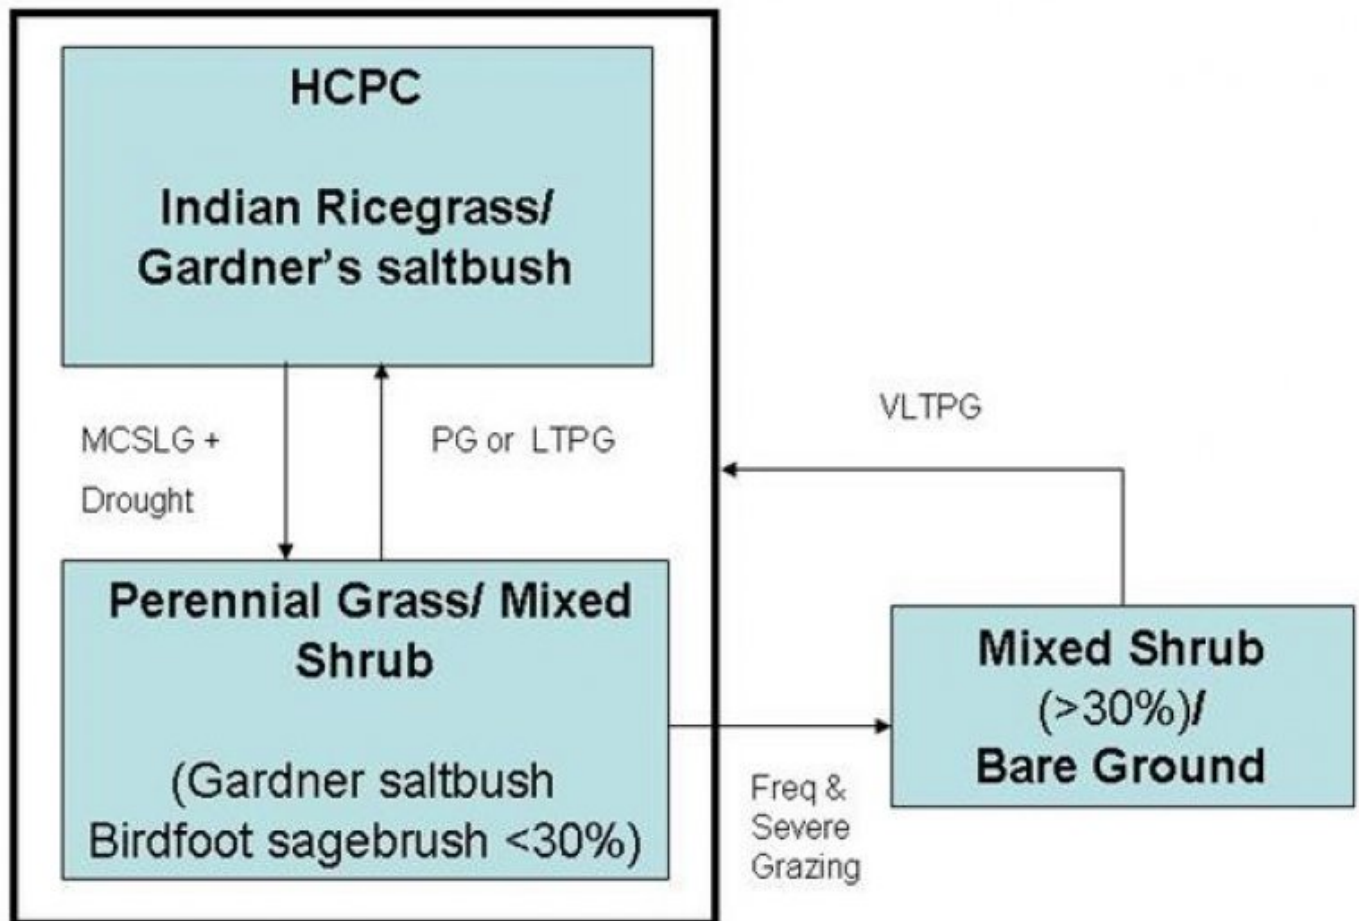 HCPC
Indian Ricegrass/
Gardner's saltbush
MCSLG +
Drought
PG or LTPG
VLTPG
Perennial Grass/ Mixed
Shrub
(Gardner saltbush
Birdfoot sagebrush <30%)
Freq &
Severe
Grazing
Mixed Shrub
(>30%)/
Bare Ground